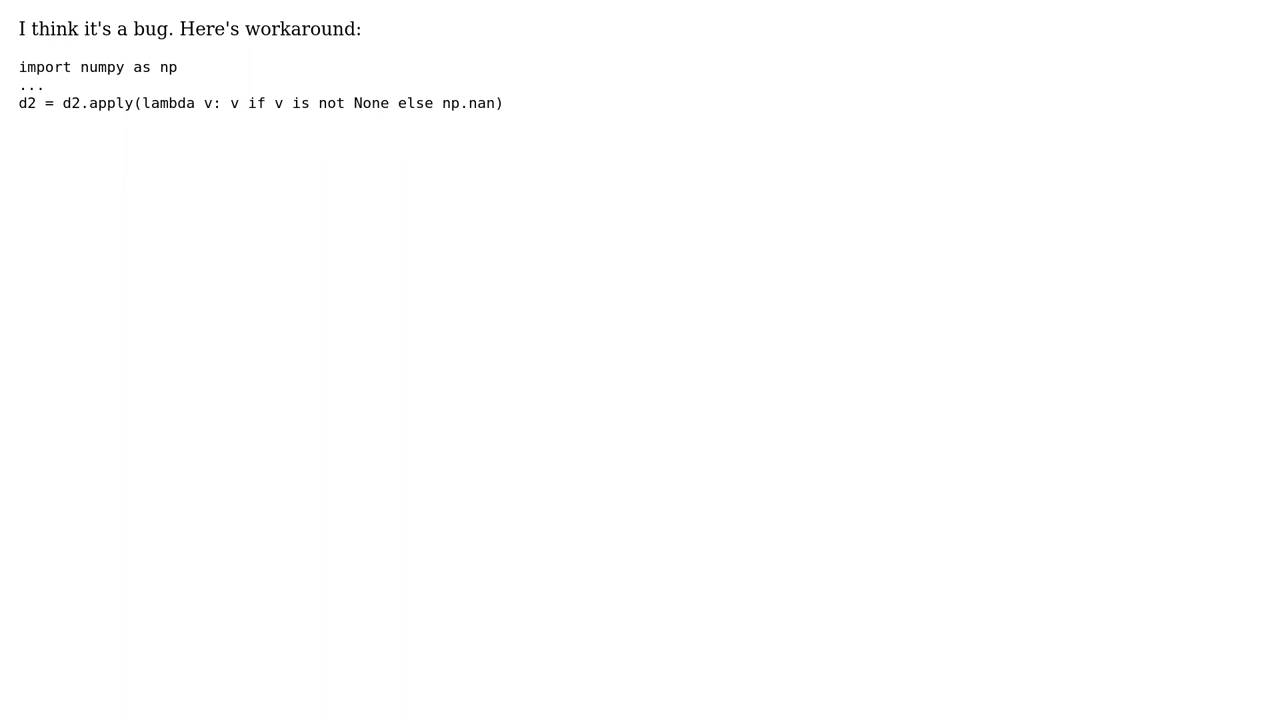 I think it's a bug. Here's workaround:
import numpy as np
...
d2 = d2.apply(lambda v: v if v is not None else np.nan)